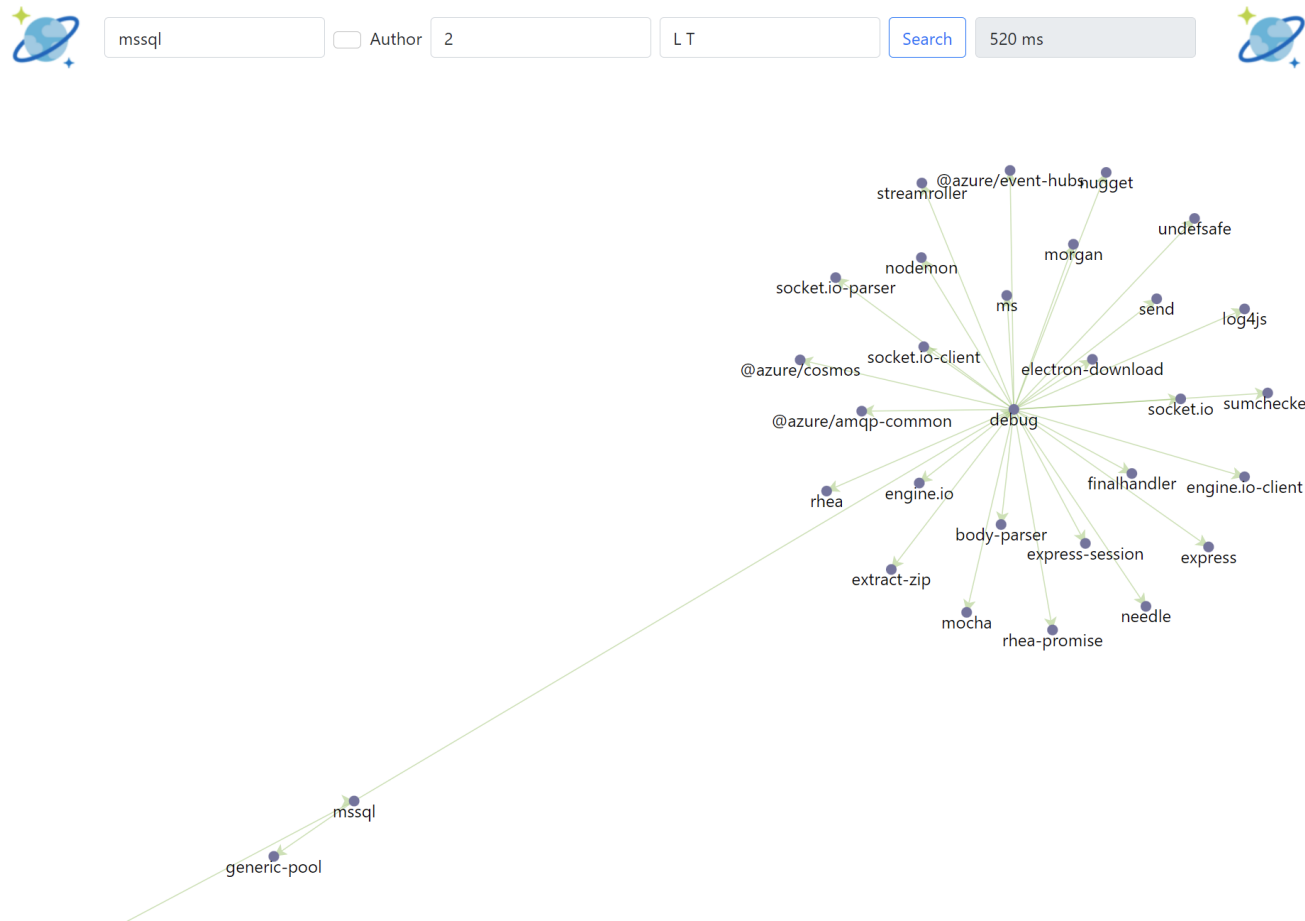 mssql
Author
2
L T
Search
520 ms
@azure/event-hubs
nugget
streamroller
undefsafe
morgan
nodemon
socket.io-parser
ms
send
log4js
socket.io-client
electron-download
@azure/cosmos
sumchecke
socket.io
@azure/amqp-common
debug
finalhandler
engine.io-client
engine.io
rhea
body-parser
express-session
express
extract-zip
needle
mocha
rhea-promise
mssql
generic-pool